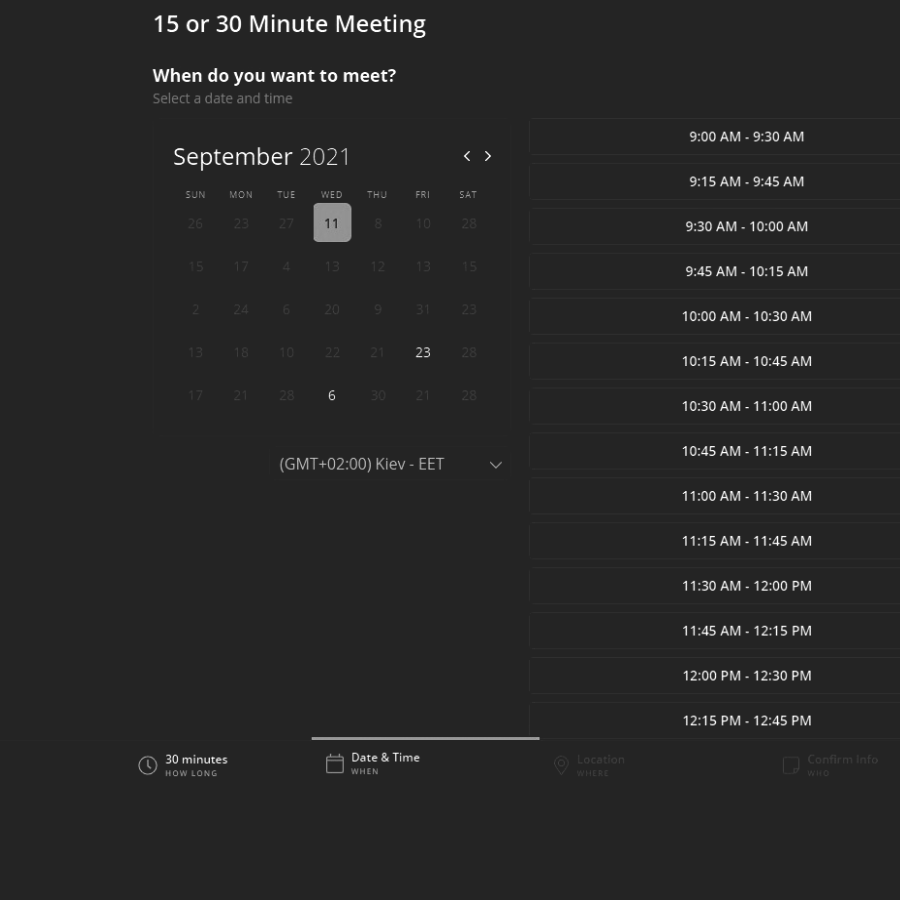 15 or 30 Minute Meeting
When do you want to meet?
Select a date and time
September 2021
SUN MON TUE WED THU FRI SAT
26 23 27 11 8 10 28
15 17 4 13 12 13 15
2 24 6 20 9 31 23
13 18 10 22 21 23 28
17 21 28 6 30 21 28
(GMT+02:00) Kiev - EET
9:00 AM - 9:30 AM
9:15 AM - 9:45 AM
9:30 AM - 10:00 AM
9:45 AM - 10:15 AM
10:00 AM - 10:30 AM
10:15 AM - 10:45 AM
10:30 AM - 11:00 AM
10:45 AM - 11:15 AM
11:00 AM - 11:30 AM
11:15 AM - 11:45 AM
11:30 AM - 12:00 PM
11:45 AM - 12:15 PM
12:00 PM - 12:30 PM
12:15 PM - 12:45 PM
30 minutes
HOW LONG
Date & Time
WHEN
Location
WHERE
Confirm Info
WHO